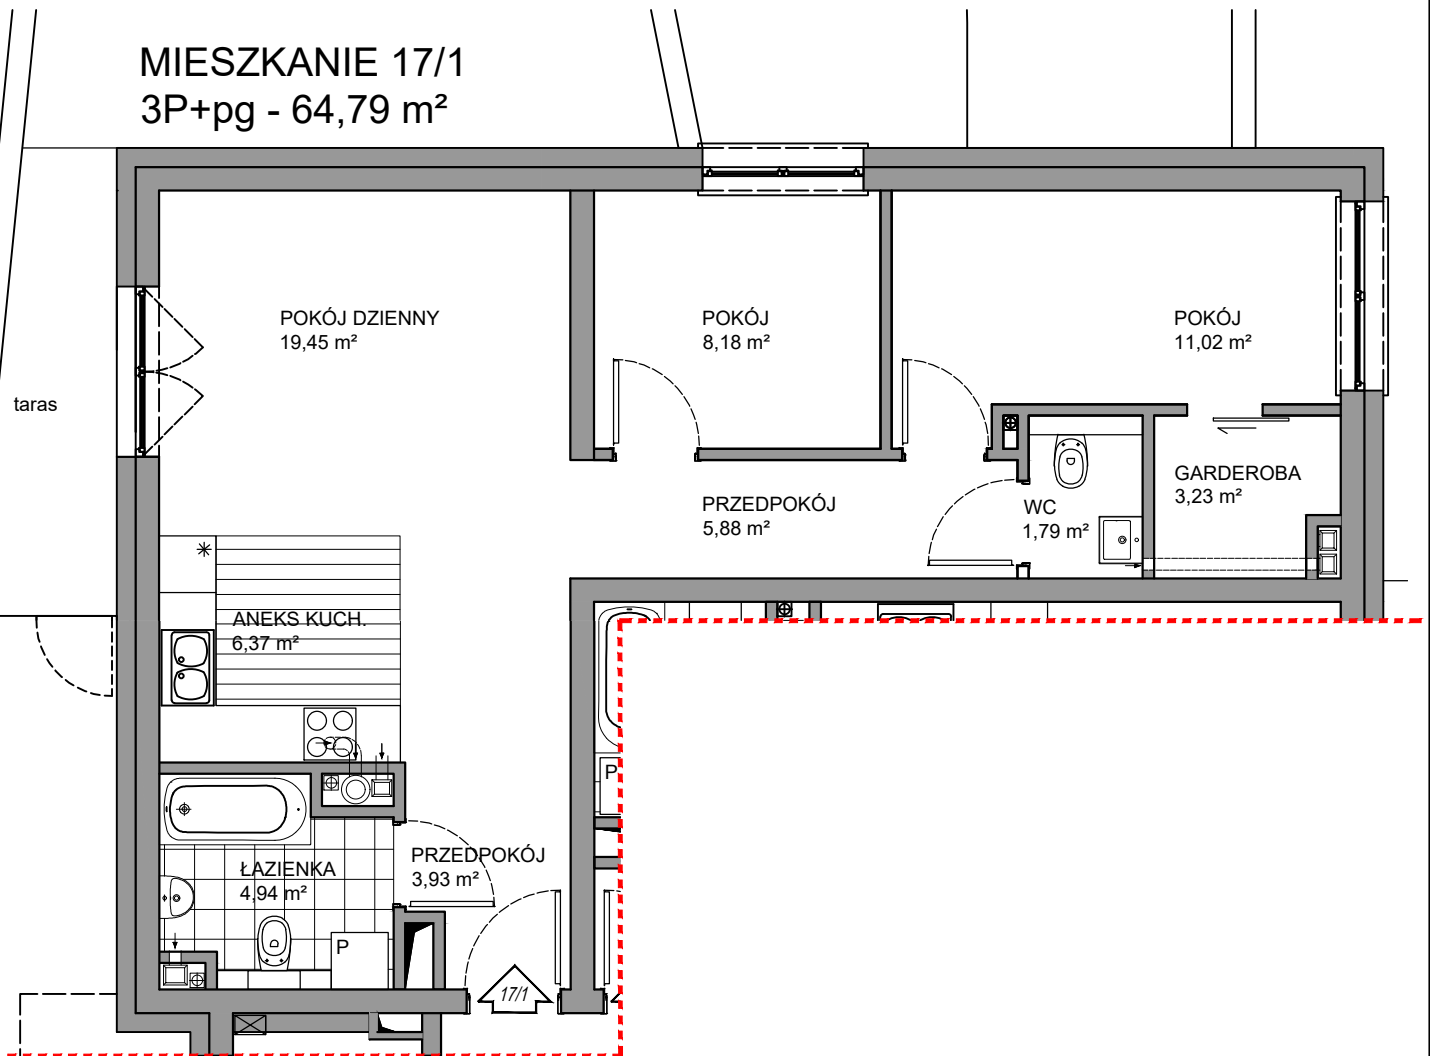 MIESZKANIE 17/1
3P+pg - 64,79 m²
POKÓJ DZIENNY
19,45 m²
POKÓJ
8,18 m²
POKÓJ
11,02 m²
taras
GARDEROBA
3,23 m²
PRZEDPOKÓJ
5,88 m²
WC
1,79 m²
ANEKS KUCH.
6,37 m²
P
PRZEDPOKÓJ
3,93 m²
ŁAZIENKA
4,94 m²
P
17/1